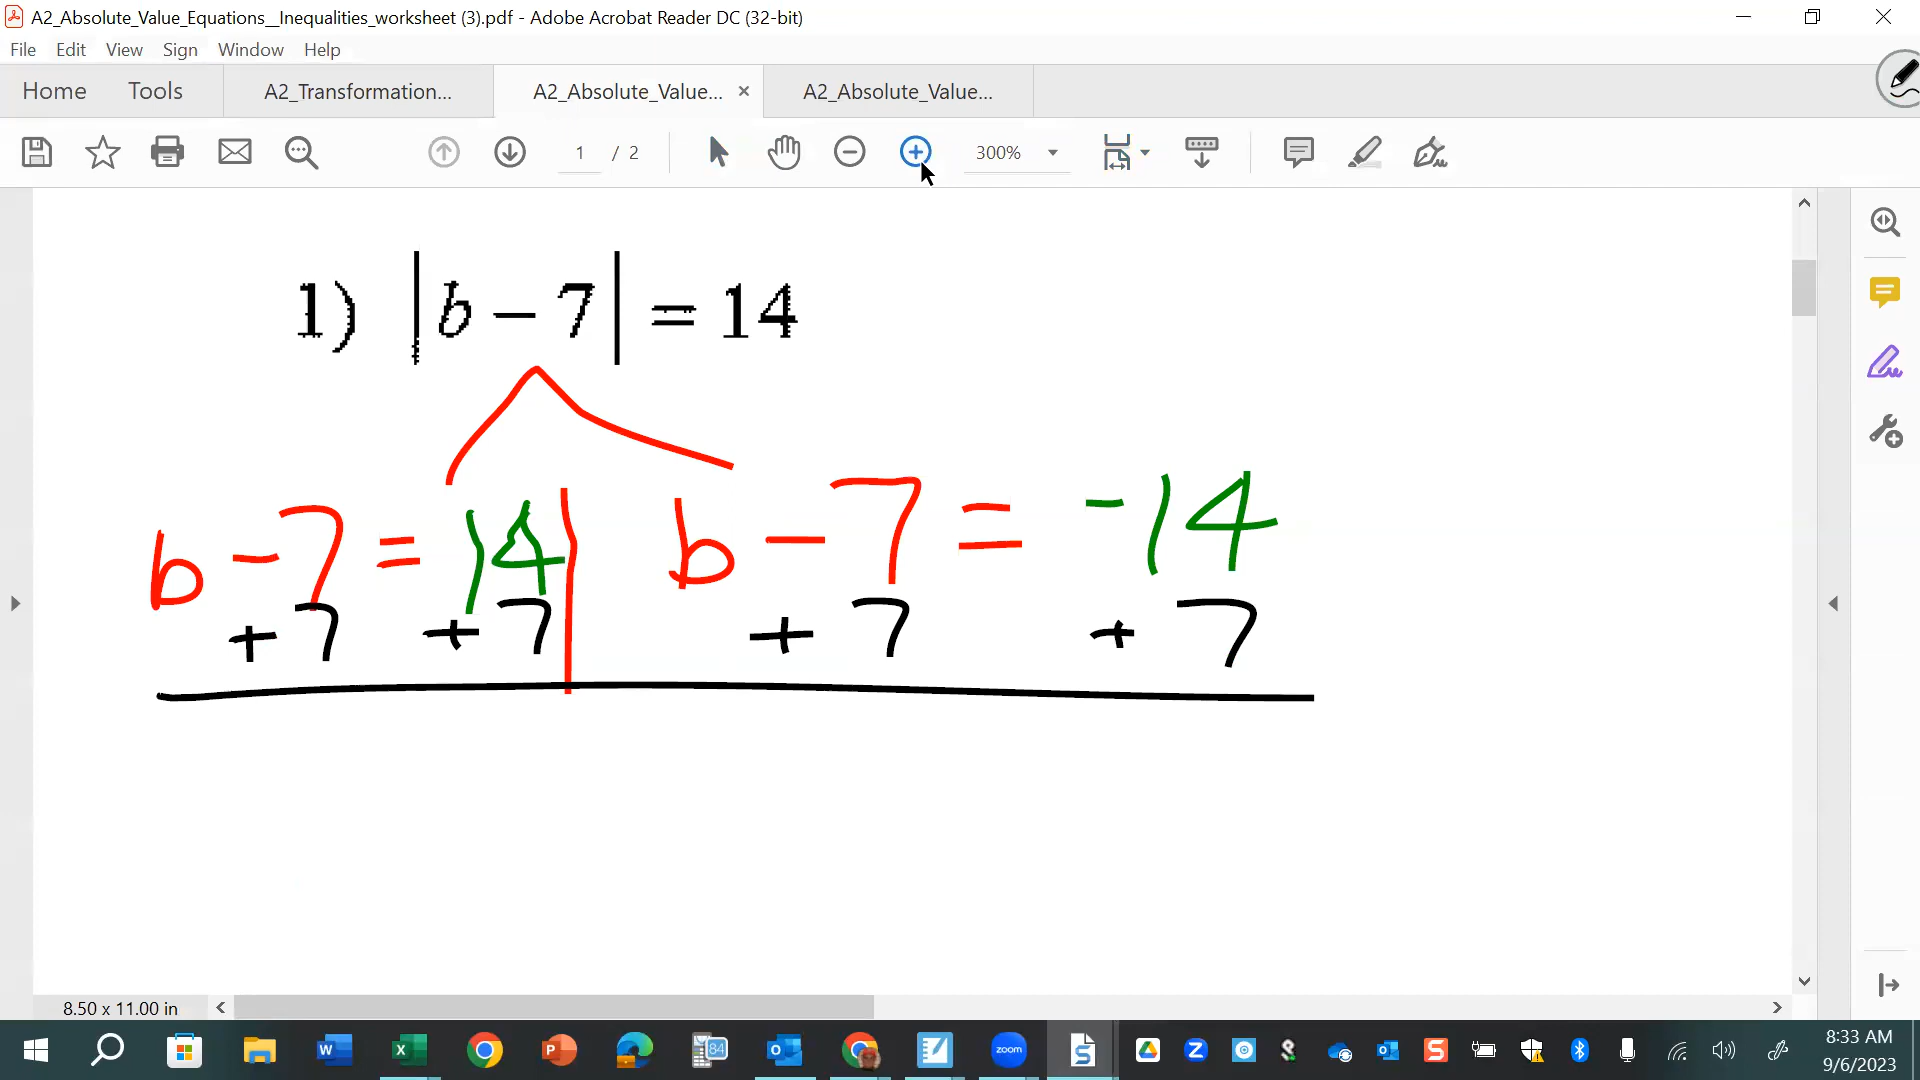 A2_Absolute_Value_Equations__Inequalities_worksheet (3).pdf - Adobe Acrobat Reader DC (32-bit)
File Edit View Sign Window Help
Home Tools A2_Transformation... A2_Absolute_Value... × A2_Absolute_Value...
1 / 2 300%
1) |b − 7| = 14
b − 7 = 14 b − 7 = -14
+ 7 + 7 + 7 + 7
8.50 x 11.00 in
84 zoom
8:33 AM
9/6/2023